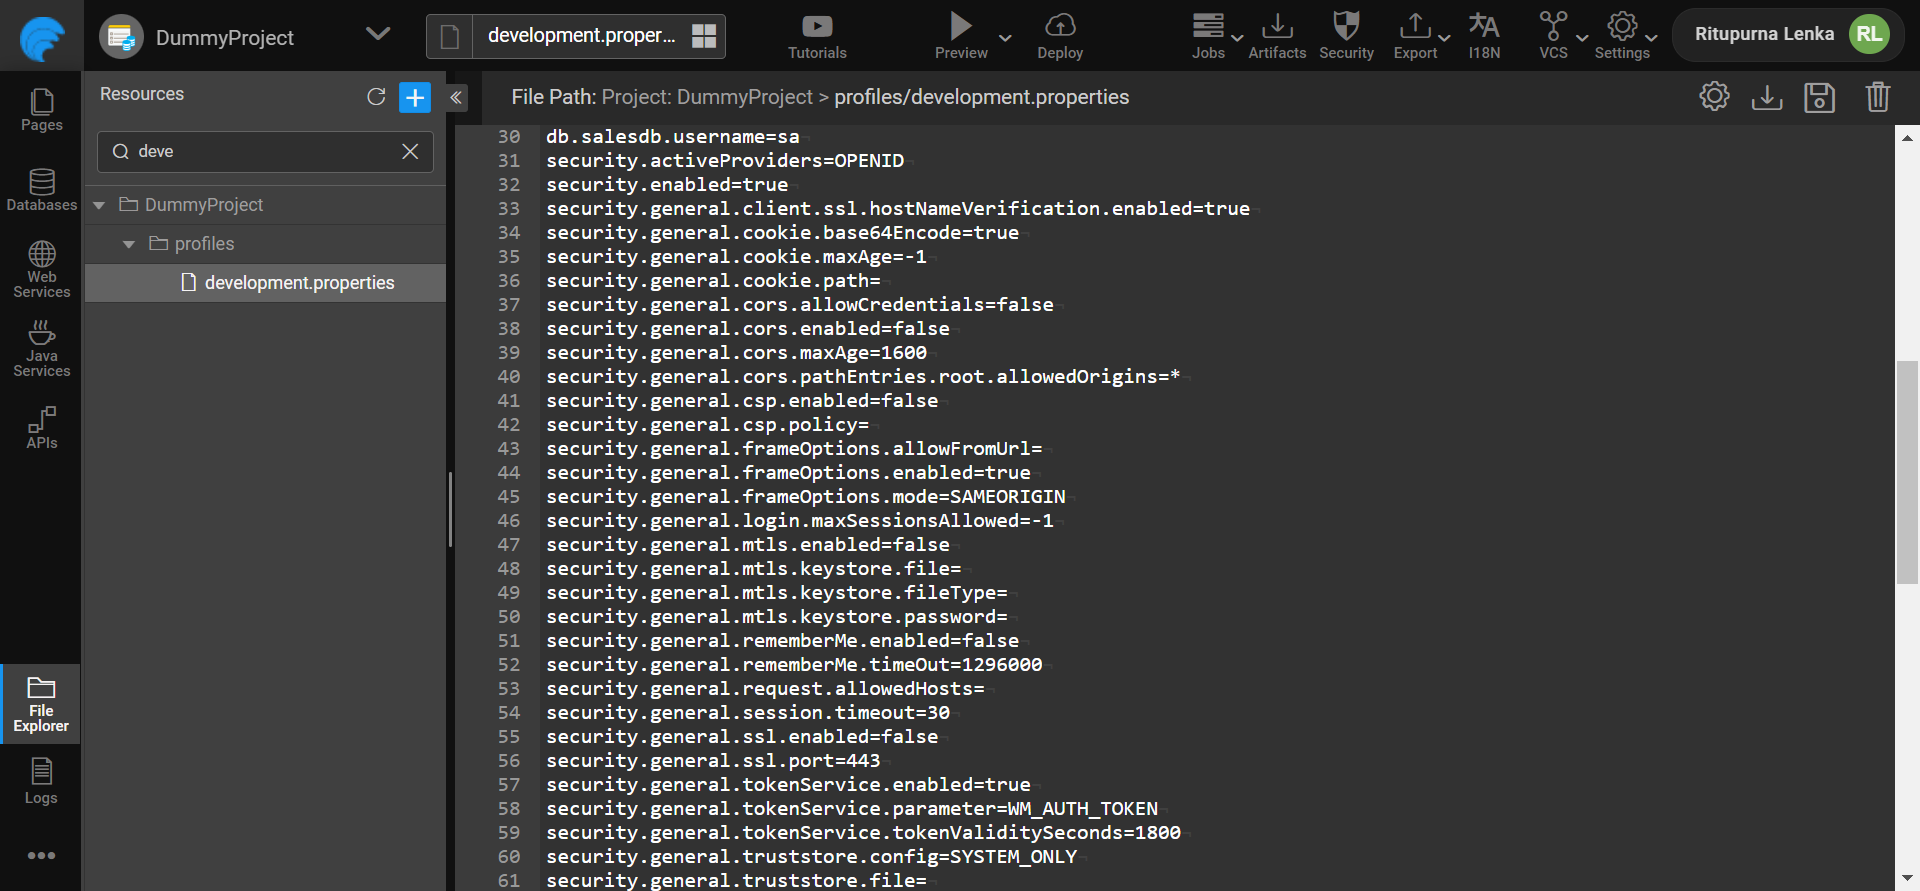 DummyProject
development.proper...
Tutorials
Preview
Deploy
Jobs
Artifacts
Security
Export
I18N
VCS
Settings
Ritupurna Lenka
RL
Pages
Databases
Web
Services
Java
Services
APIs
File
Explorer
Logs
Resources
deve
DummyProject
profiles
development.properties
File Path: Project: DummyProject > profiles/development.properties
30 db.salesdb.username=sa
31 security.activeProviders=OPENID
32 security.enabled=true
33 security.general.client.ssl.hostNameVerification.enabled=true
34 security.general.cookie.base64Encode=true
35 security.general.cookie.maxAge=-1
36 security.general.cookie.path=
37 security.general.cors.allowCredentials=false
38 security.general.cors.enabled=false
39 security.general.cors.maxAge=1600
40 security.general.cors.pathEntries.root.allowedOrigins=*
41 security.general.csp.enabled=false
42 security.general.csp.policy=
43 security.general.frameOptions.allowFromUrl=
44 security.general.frameOptions.enabled=true
45 security.general.frameOptions.mode=SAMEORIGIN
46 security.general.login.maxSessionsAllowed=-1
47 security.general.mtls.enabled=false
48 security.general.mtls.keystore.file=
49 security.general.mtls.keystore.fileType=
50 security.general.mtls.keystore.password=
51 security.general.rememberMe.enabled=false
52 security.general.rememberMe.timeOut=1296000
53 security.general.request.allowedHosts=
54 security.general.session.timeout=30
55 security.general.ssl.enabled=false
56 security.general.ssl.port=443
57 security.general.tokenService.enabled=true
58 security.general.tokenService.parameter=WM_AUTH_TOKEN
59 security.general.tokenService.tokenValiditySeconds=1800
60 security.general.truststore.config=SYSTEM_ONLY
61 security.general.truststore.file=